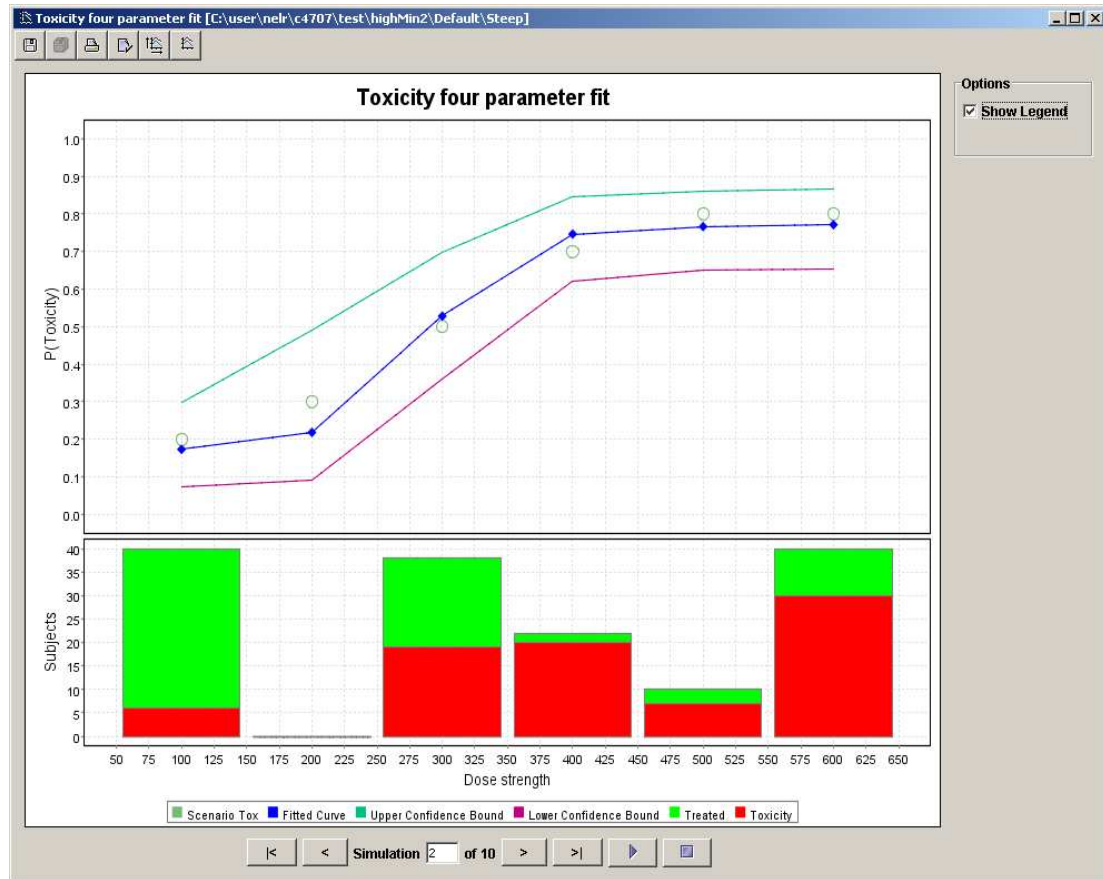 Toxicity four parameter fit [C:\user\nelr\c4707\test\highMin2\Default\Steep]
Options
Show Legend
Toxicity four parameter fit
1.0
0.9
0.8
0.7
0.6
0.5
0.4
0.3
0.2
0.1
0.0
P(Toxicity)
40
35
30
25
20
15
10
5
0
Subjects
50 75 100 125 150 175 200 225 250 275 300 325 350 375 400 425 450 475 500 525 550 575 600 625 650
Dose strength
Scenario Tox Fitted Curve Upper Confidence Bound Lower Confidence Bound Treated Toxicity
|< < Simulation 2 of 10 > >|